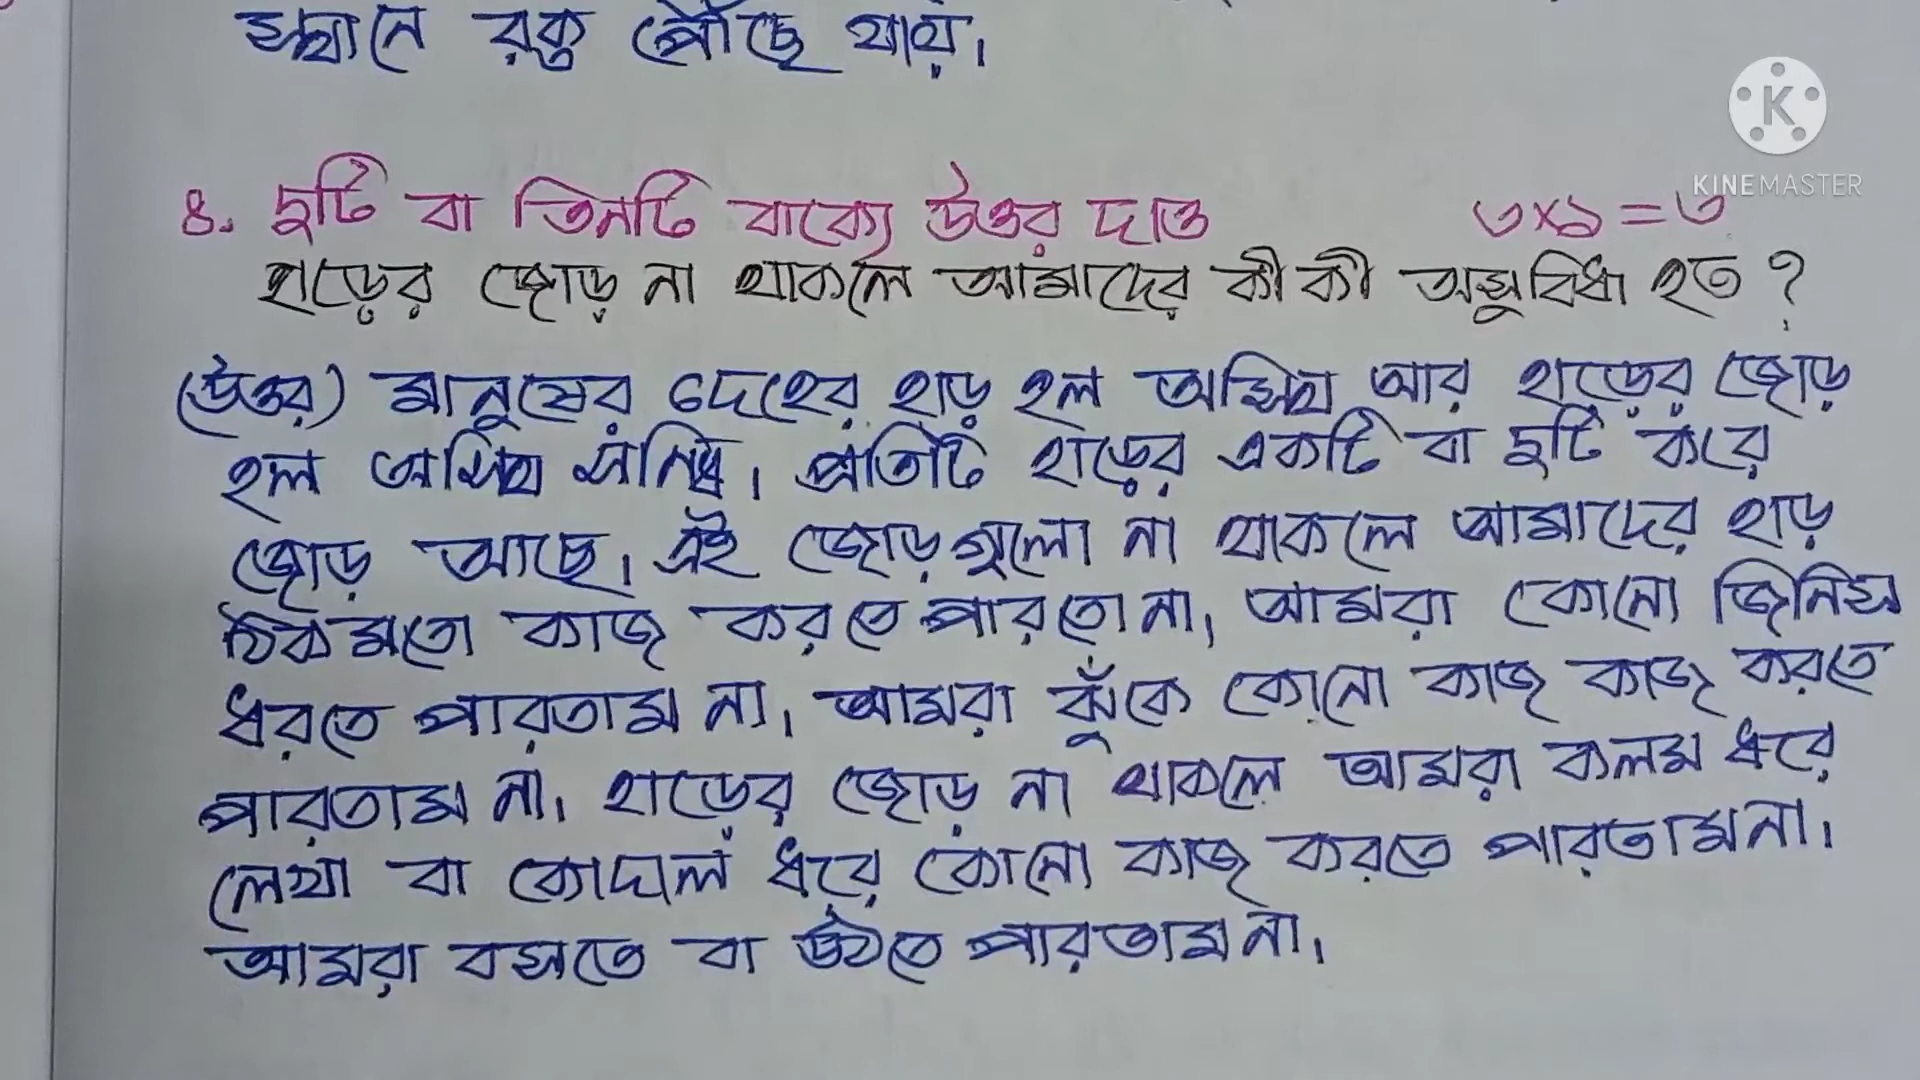 স্থানে রক্ত পৌঁছে যায়।
K
KINEMASTER
৪. দুটি বা তিনটি বাক্যে উত্তর দাও ৩×১=৩
হাড়ের জোড় না থাকলে আমাদের কী কী অসুবিধা হত ?
(উত্তর) মানুষের দেহের হাড় হল অস্থি আর হাড়ের জোড়
হল অস্থি সন্ধি। প্রতিটি হাড়ের একটি বা দুটি করে
জোড় আছে। এই জোড়গুলো না থাকলে আমাদের হাড়
ঠিকমতো কাজ করতে পারতো না। আমরা কোনো জিনিস
ধরতে পারতাম না। আমরা ঝুঁকে কোনো কাজ কাজ করতে
পারতাম না। হাড়ের জোড় না থাকলে আমরা কলম ধরে
লেখা বা কোদাল ধরে কোনো কাজ করতে পারতাম না।
আমরা বসতে বা উঠতে পারতাম না।